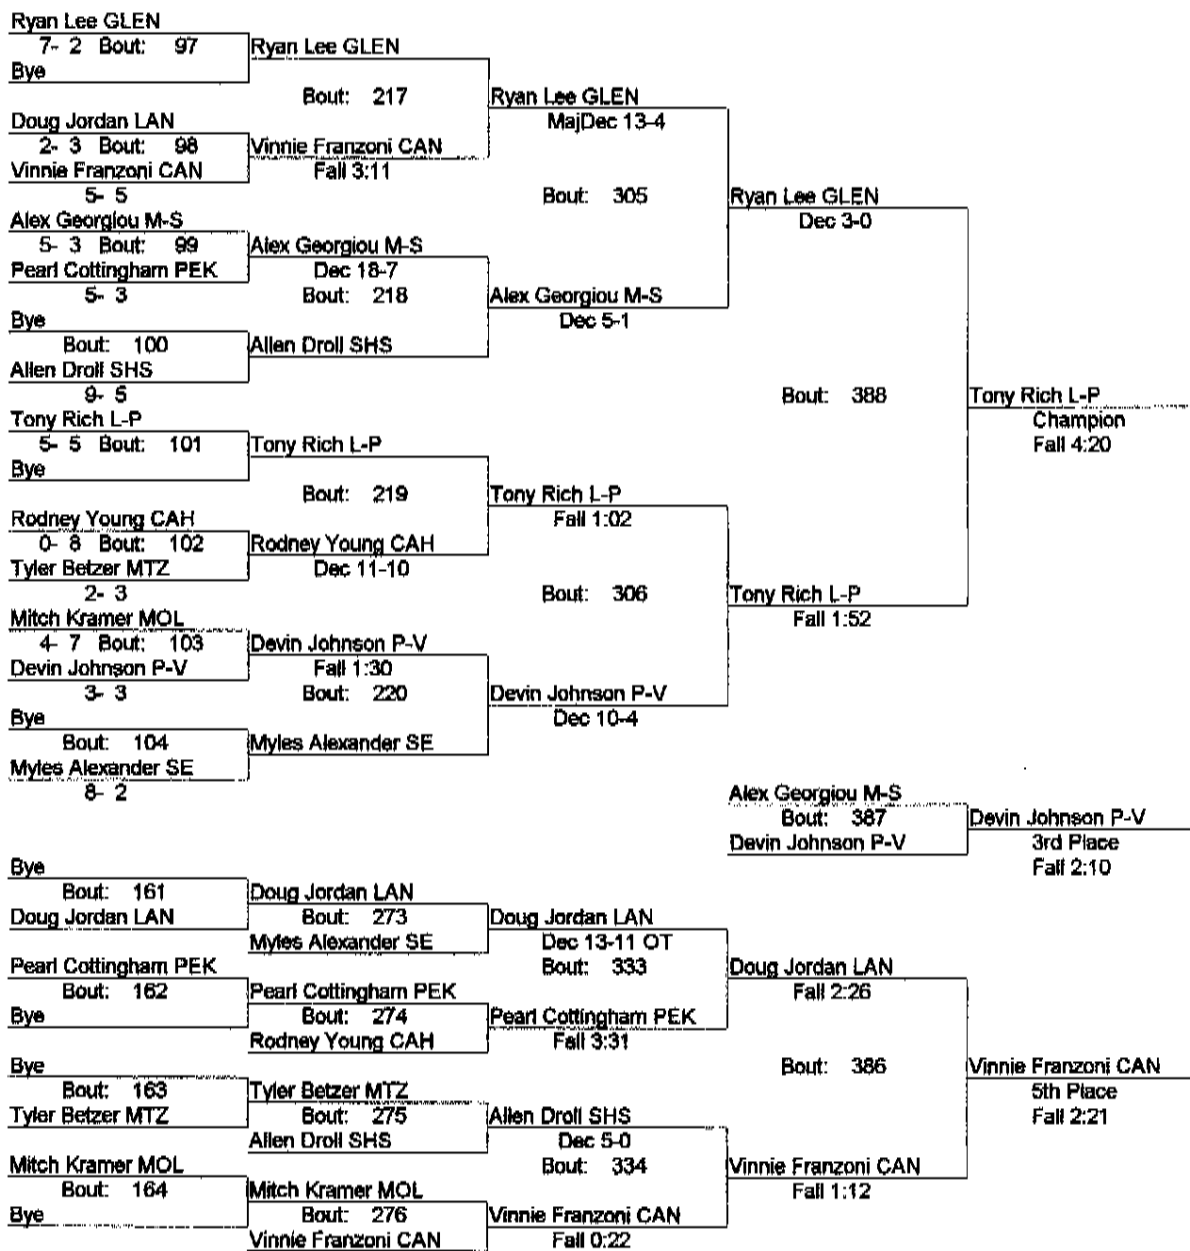 Ryan Lee GLEN
7- 2 Bout: 97 Ryan Lee GLEN
Bye
Bout: 217 Ryan Lee GLEN
Doug Jordan LAN MajDec 13-4
2- 3 Bout: 98 Vinnie Franzoni CAN
Vinnie Franzoni CAN Fall 3:11
5- 5 Bout: 305 Ryan Lee GLEN
Alex Georgiou M-S Dec 3-0
5- 3 Bout: 99 Alex Georgiou M-S
Pearl Cottingham PEK Dec 18-7
5- 3 Bout: 218 Alex Georgiou M-S
Bye Dec 5-1
Bout: 100 Allen Droll SHS
Allen Droll SHS
9- 5 Bout: 388 Tony Rich L-P
Tony Rich L-P Champion
5- 5 Bout: 101 Tony Rich L-P Fall 4:20
Bye
Bout: 219 Tony Rich L-P
Rodney Young CAH Fall 1:02
0- 8 Bout: 102 Rodney Young CAH
Tyler Betzer MTZ Dec 11-10
2- 3 Bout: 306 Tony Rich L-P
Mitch Kramer MOL Fall 1:52
4- 7 Bout: 103 Devin Johnson P-V
Devin Johnson P-V Fall 1:30
3- 3 Bout: 220 Devin Johnson P-V
Bye Dec 10-4
Bout: 104 Myles Alexander SE
Myles Alexander SE
8- 2 Alex Georgiou M-S
Bout: 387 Devin Johnson P-V
Devin Johnson P-V 3rd Place
Fall 2:10
Bye
Bout: 161 Doug Jordan LAN
Doug Jordan LAN Bout: 273 Doug Jordan LAN
Myles Alexander SE Dec 13-11 OT
Pearl Cottingham PEK Bout: 333 Doug Jordan LAN
Bout: 162 Pearl Cottingham PEK Fall 2:26
Bye Bout: 274 Pearl Cottingham PEK
Rodney Young CAH Fall 3:31
Bye Bout: 386 Vinnie Franzoni CAN
Bout: 163 Tyler Betzer MTZ 5th Place
Tyler Betzer MTZ Bout: 275 Allen Droll SHS Fall 2:21
Allen Droll SHS Dec 5-0
Mitch Kramer MOL Bout: 334 Vinnie Franzoni CAN
Bout: 164 Mitch Kramer MOL Fall 1:12
Bye Bout: 276 Vinnie Franzoni CAN
Vinnie Franzoni CAN Fall 0:22